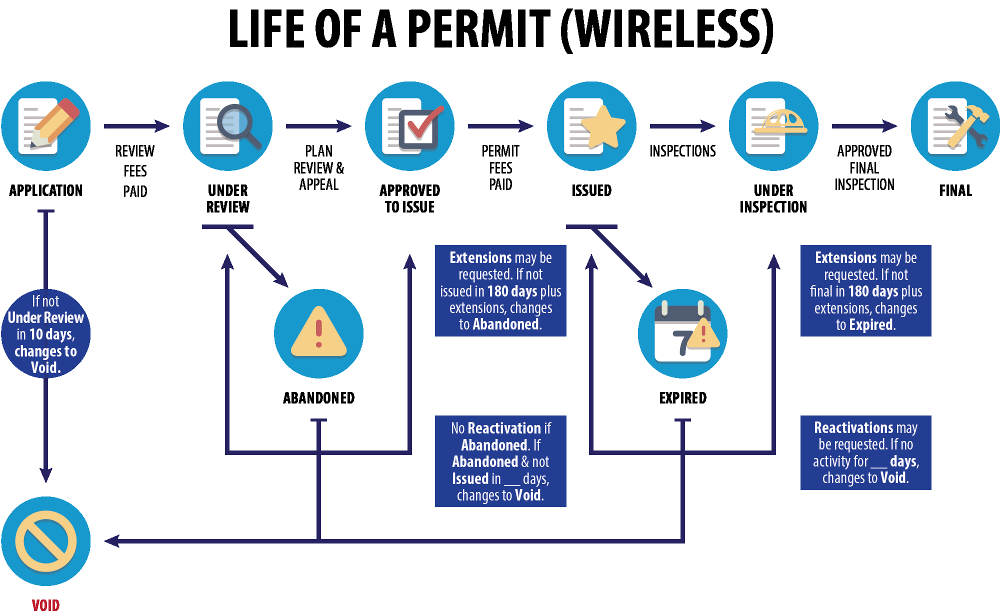 LIFE OF A PERMIT (WIRELESS)
APPLICATION
REVIEW
FEES
PAID
UNDER
REVIEW
PLAN
REVIEW &
APPEAL
APPROVED
TO ISSUE
PERMIT
FEES
PAID
ISSUED
INSPECTIONS
UNDER
INSPECTION
APPROVED
FINAL
INSPECTION
FINAL
If not
Under Review
in 10 days,
changes to
Void.
ABANDONED
Extensions may be
requested. If not
issued in 180 days plus
extensions, changes
to Abandoned.
7
EXPIRED
Extensions may be
requested. If not
final in 180 days plus
extensions, changes
to Expired.
No Reactivation if
Abandoned. If
Abandoned & not
Issued in __ days,
changes to Void.
Reactivations may
be requested. If no
activity for __ days,
changes to Void.
VOID